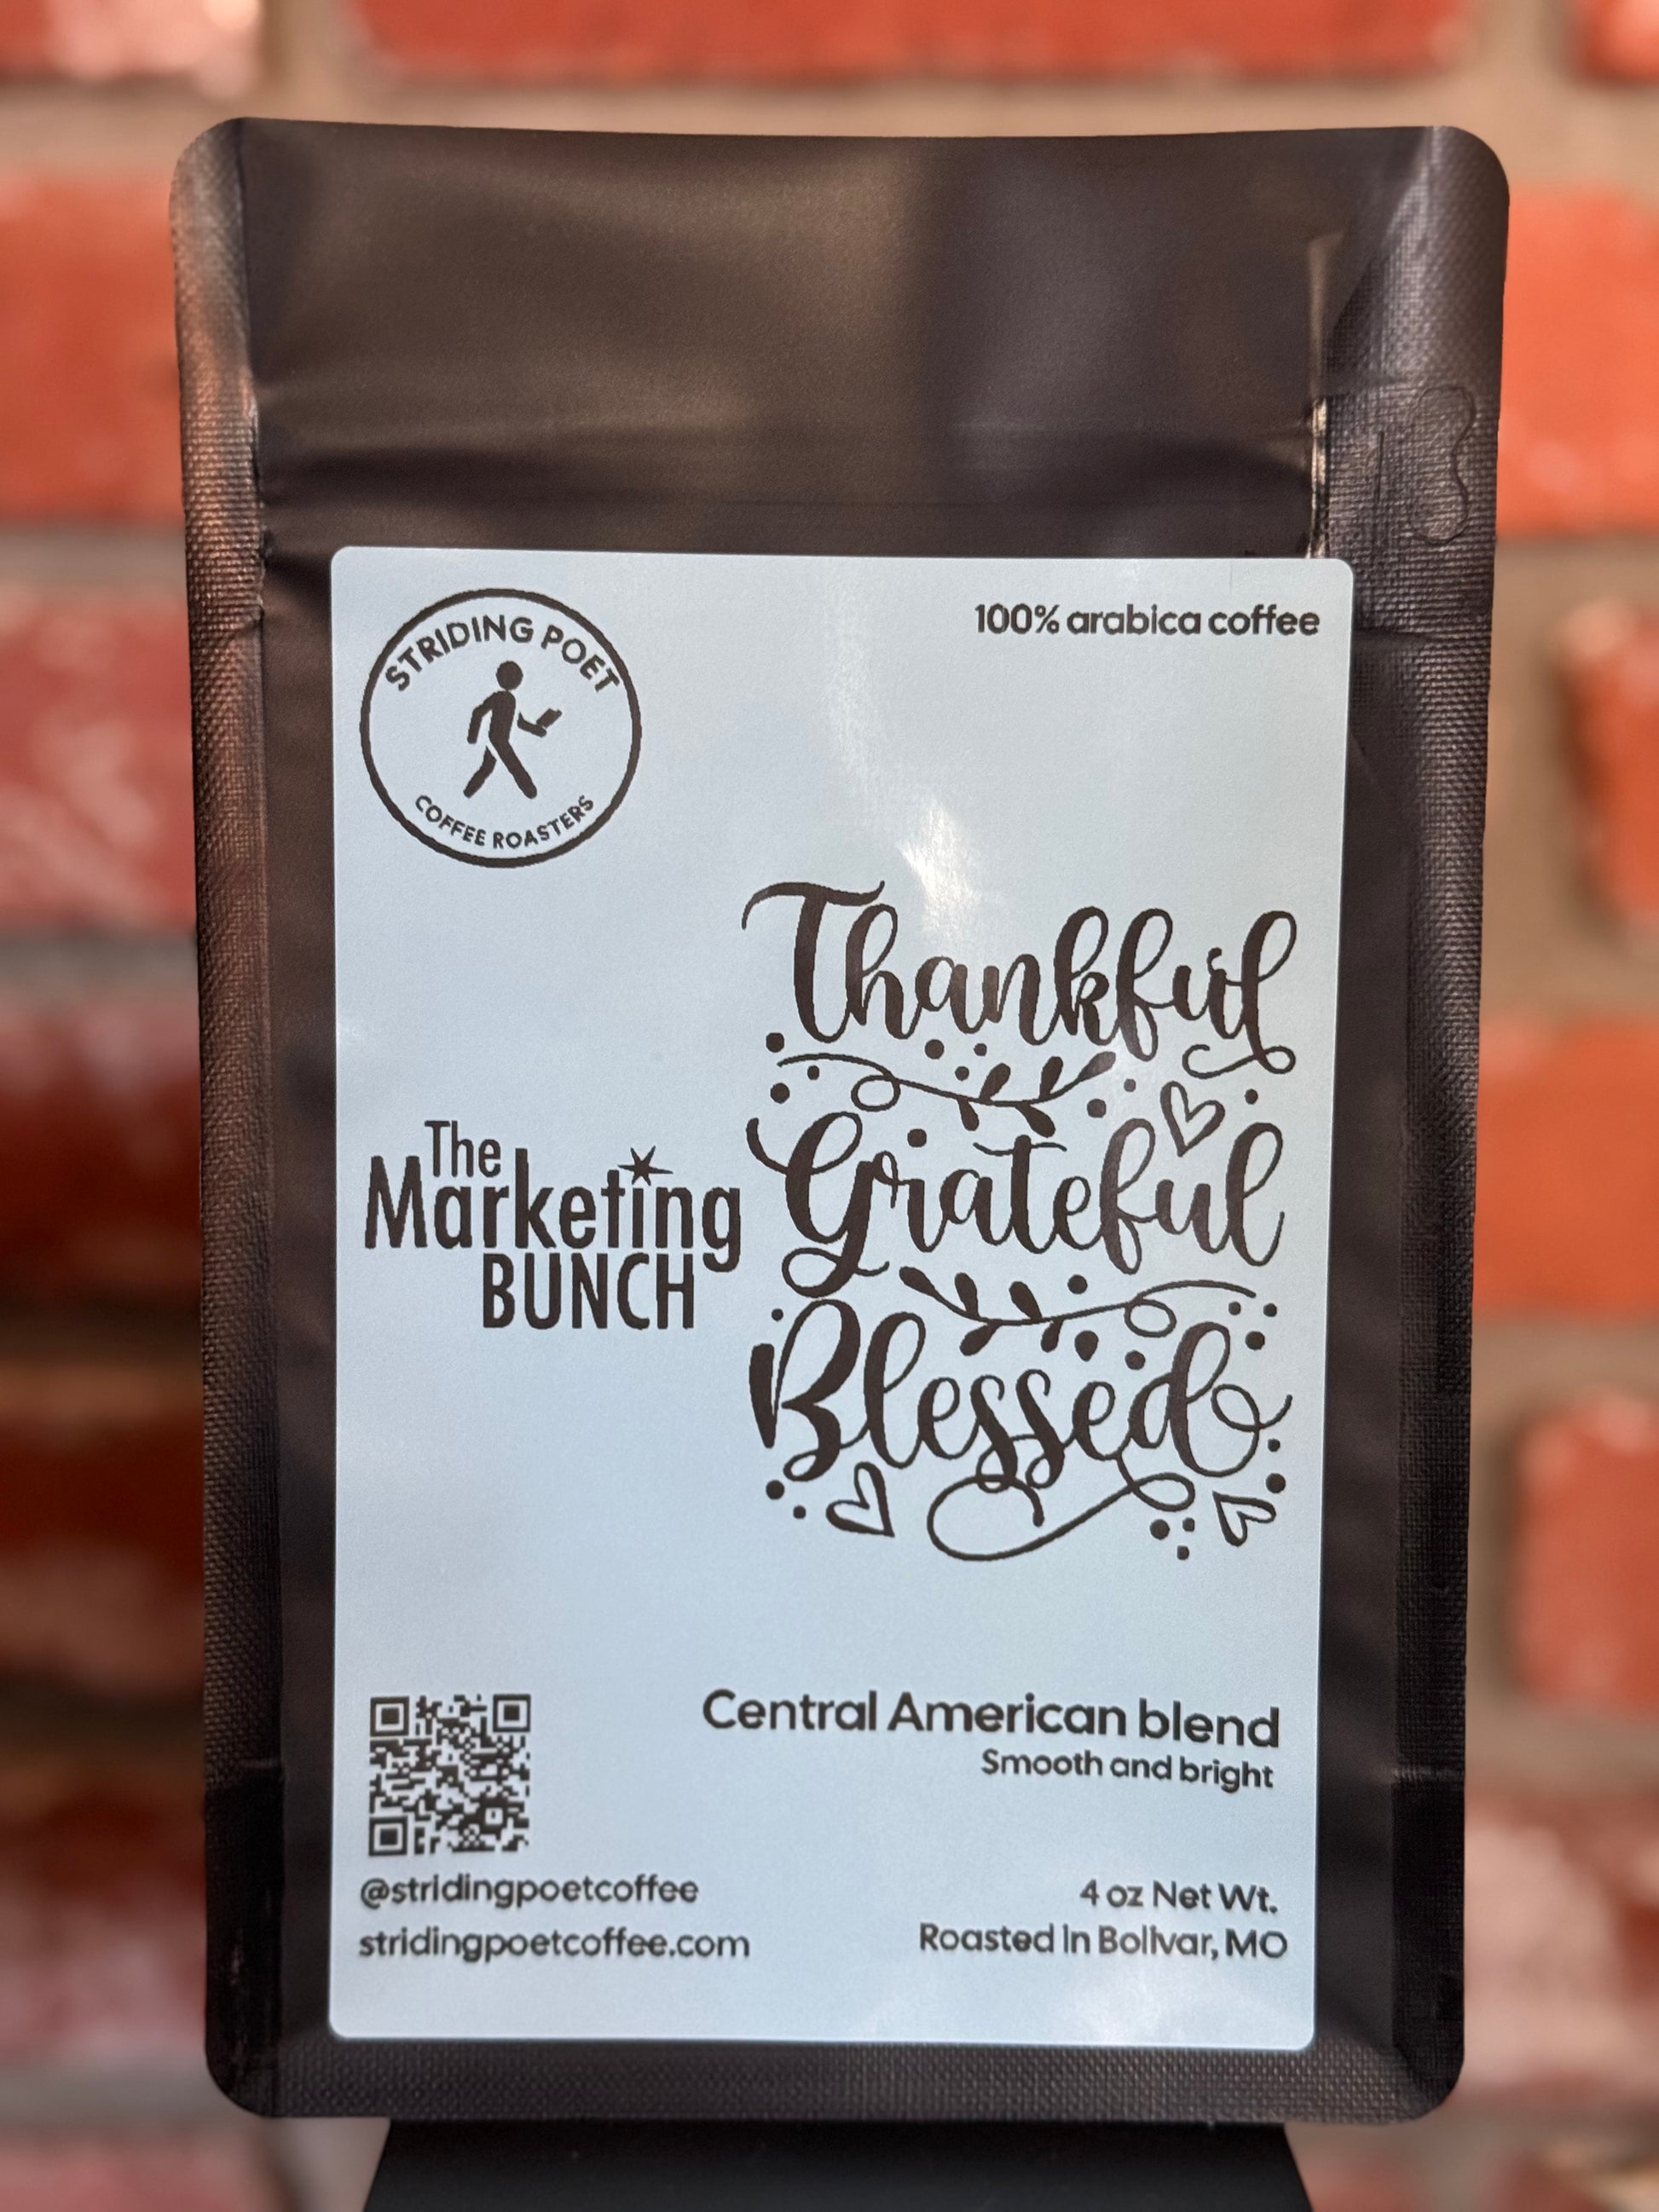 STRIDING POET
COFFEE ROASTERS
100% arabica coffee
The
Marketing
BUNCH
Thankful
Grateful
Blessed
Central American blend
Smooth and bright
@stridingpoetcoffee
stridingpoetcoffee.com
4 oz Net Wt.
Roasted in Bolivar, MO